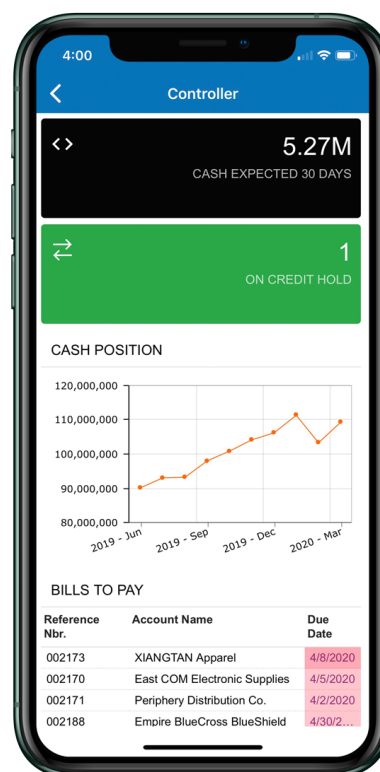 4:00
Controller
5.27M
CASH EXPECTED 30 DAYS
1
ON CREDIT HOLD
CASH POSITION
120,000,000
110,000,000
100,000,000
90,000,000
80,000,000
2019 - Jun
2019 - Sep
2019 - Dec
2020 - Mar
BILLS TO PAY
Reference Nbr.
Account Name
Due Date
002173 XIANGTAN Apparel 4/8/2020
002170 East COM Electronic Supplies 4/5/2020
002171 Periphery Distribution Co. 4/2/2020
002188 Empire BlueCross BlueShield 4/30/2...